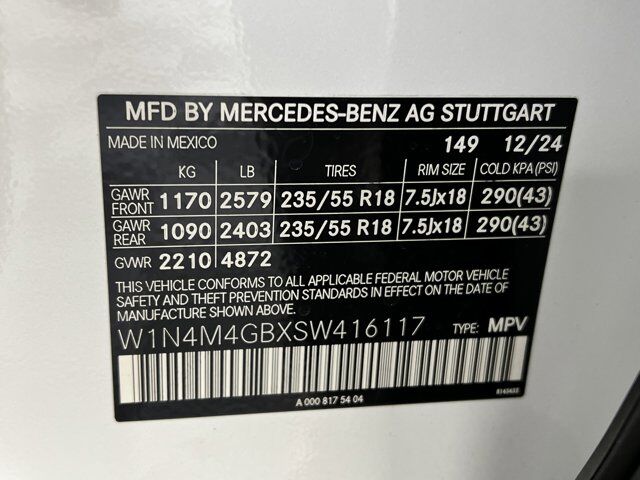 MFD BY MERCEDES-BENZ AG STUTTGART
MADE IN MEXICO 149 12/24
KG LB TIRES RIM SIZE COLD KPA (PSI)
GAWR FRONT 1170 2579 235/55 R18 7.5Jx18 290(43)
GAWR REAR 1090 2403 235/55 R18 7.5Jx18 290(43)
GVWR 2210 4872
THIS VEHICLE CONFORMS TO ALL APPLICABLE FEDERAL MOTOR VEHICLE
SAFETY AND THEFT PREVENTION STANDARDS IN EFFECT ON THE DATE OF
MANUFACTURE SHOWN ABOVE.
W1N4M4GBXSW416117 TYPE: MPV
A 000 817 54 04